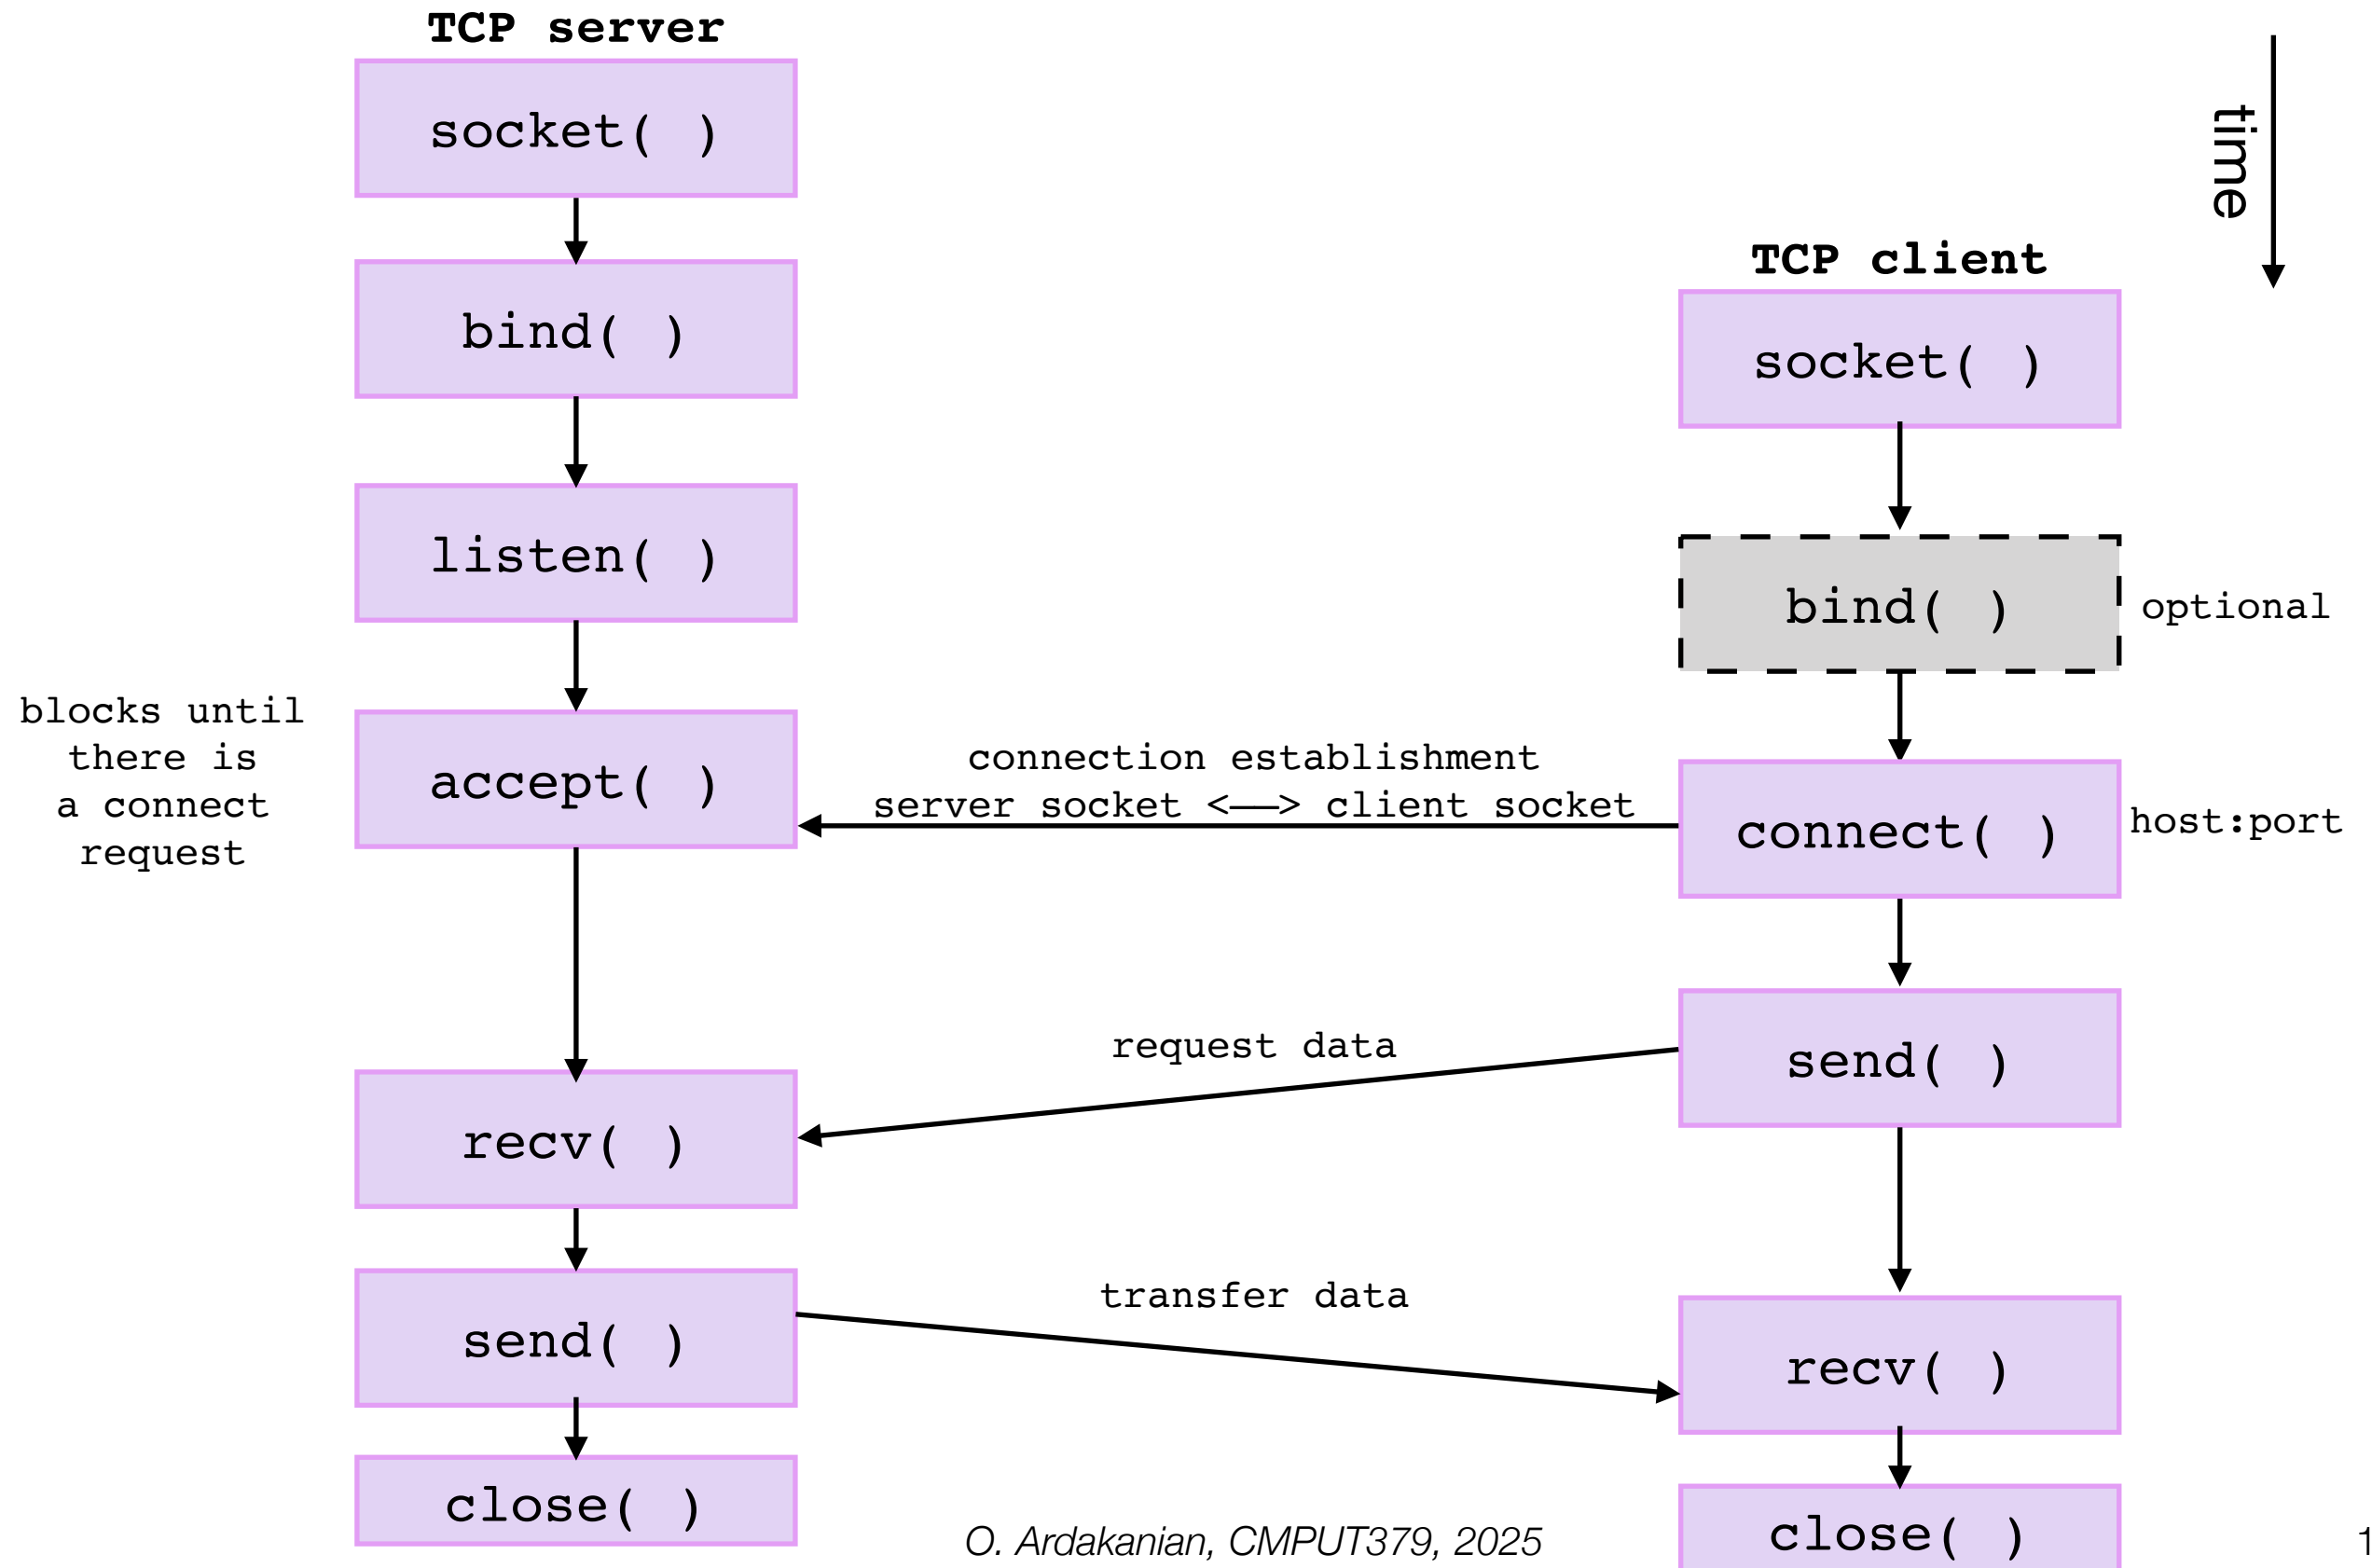 TCP server
socket( )
bind( )
listen( )
accept( )
blocks until
there is
a connect
request
recv( )
send( )
close( )
connection establishment
server socket <——> client socket
request data
transfer data
time
TCP client
socket( )
bind( )
optional
connect( )
host:port
send( )
recv( )
close( )
O. Ardakanian, CMPUT379, 2025
1